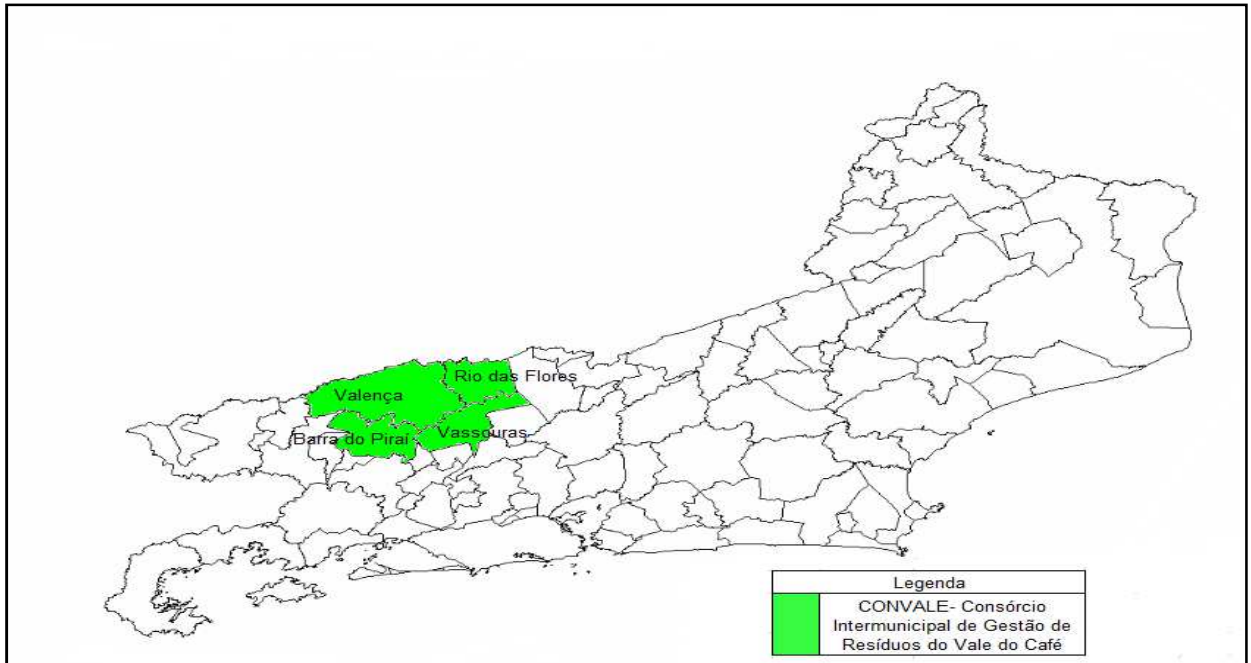 Rio das Flores
Valença
Vassouras
Barra do Piraí
Legenda
CONVALE- Consórcio
Intermunicipal de Gestão de
Resíduos do Vale do Café